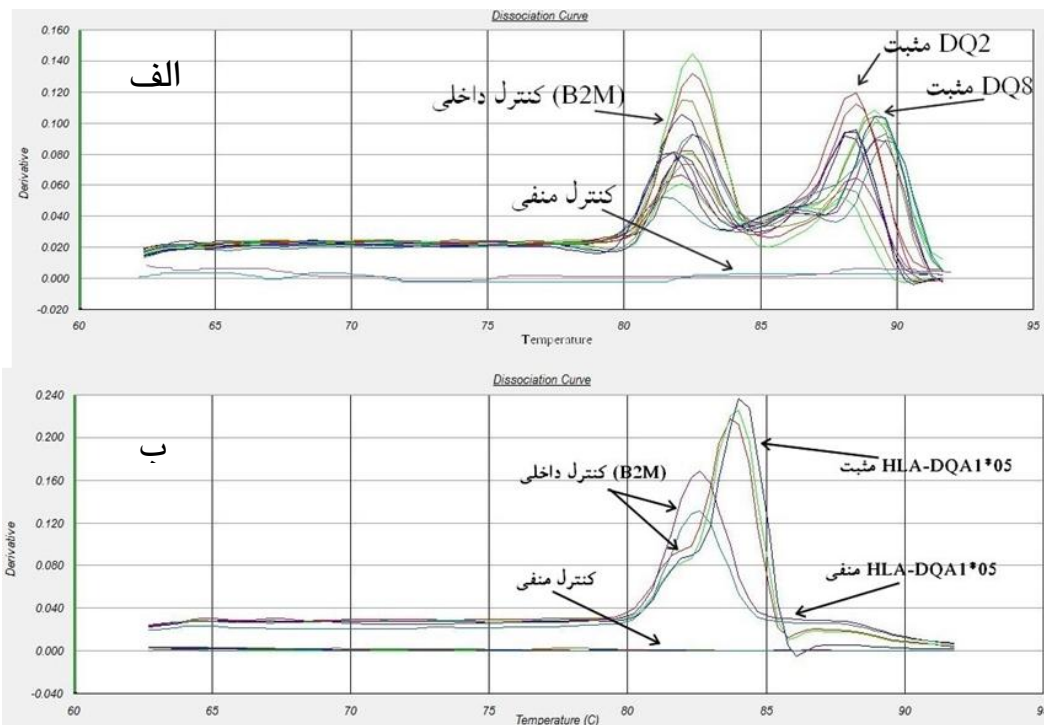 Dissociation Curve
0.160
0.140
0.120
0.100
0.080
0.060
0.040
0.020
0.000
-0.020
Derivative
الف
کنترل داخلی (B2M)
DQ2 مثبت
DQ8 مثبت
کنترل منفی
60 65 70 75 80 85 90 95
Temperature
Dissociation Curve
0.240
0.200
0.160
0.120
0.080
0.040
0.000
-0.040
Derivative
ب
HLA-DQA1*05 مثبت
کنترل داخلی (B2M)
HLA-DQA1*05 منفی
کنترل منفی
60 65 70 75 80 85 90
Temperature (C)